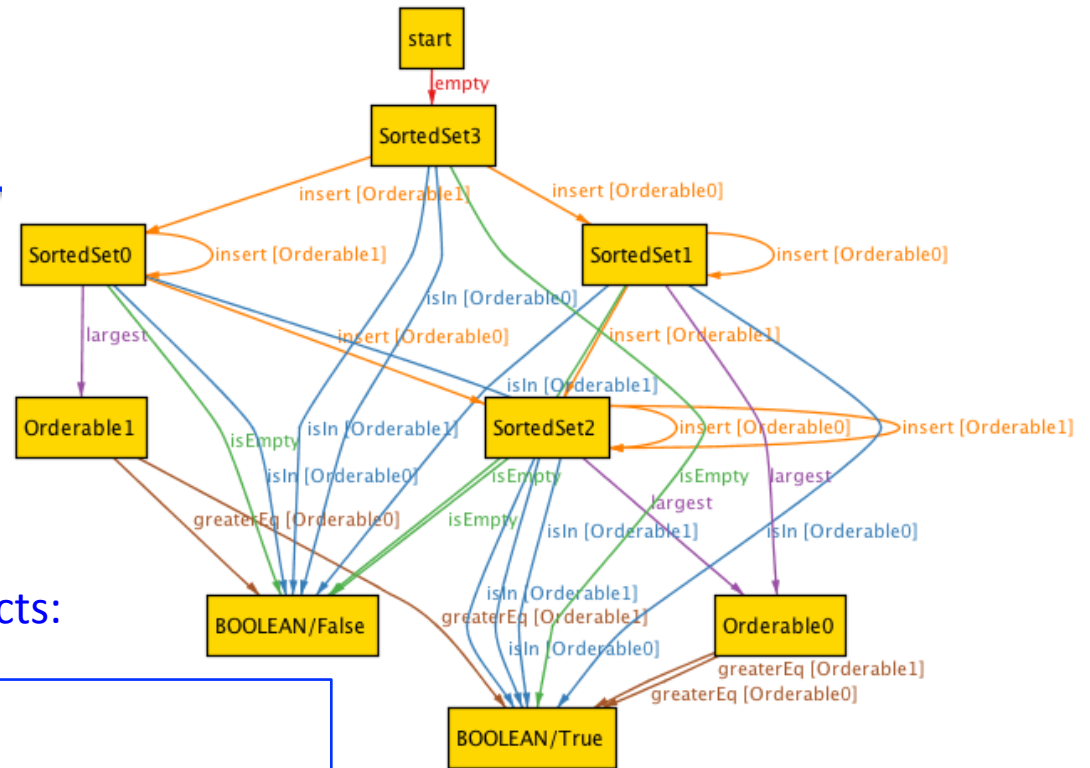 start
empty
SortedSet3
insert [Orderable1]
insert [Orderable0]
SortedSet0
insert [Orderable1]
SortedSet1
insert [Orderable0]
isIn [Orderable0]
largest
insert [Orderable0]
insert [Orderable1]
isIn [Orderable1]
Orderable1
isEmpty
isIn [Orderable1]
SortedSet2
insert [Orderable0]
insert [Orderable1]
isIn [Orderable0]
isEmpty
isEmpty
largest
largest
greaterEq [Orderable0]
isEmpty
isIn [Orderable1]
isIn [Orderable0]
cts:
BOOLEAN/False
isIn [Orderable1]
greaterEq [Orderable1]
isIn [Orderable0]
Orderable0
greaterEq [Orderable1]
greaterEq [Orderable0]
BOOLEAN/True